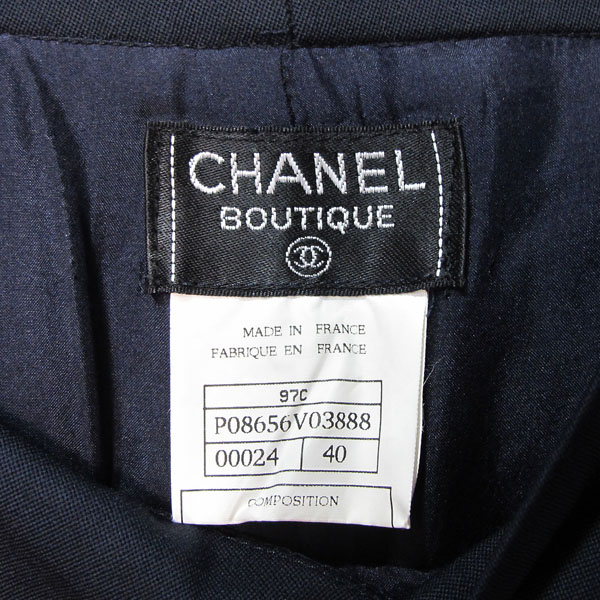 CHANEL
BOUTIQUE
MADE IN FRANCE
FABRIQUE EN FRANCE
97C
P08656V03888
00024 40
COMPOSITION